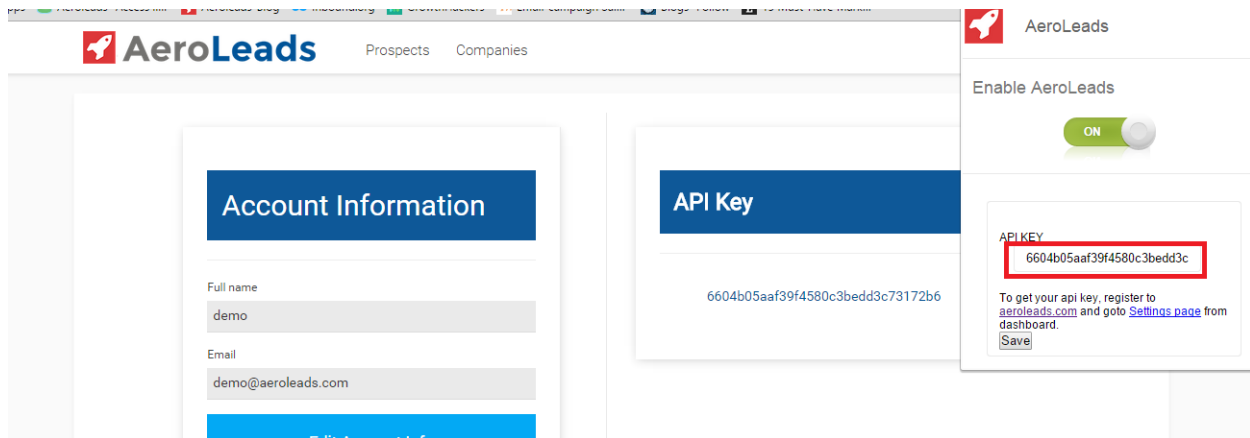 AeroLeads
Prospects
Companies
Account Information
Full name
demo
Email
demo@aeroleads.com
API Key
6604b05aaf39f4580c3bedd3c73172b6
AeroLeads
Enable AeroLeads
ON
API KEY
6604b05aaf39f4580c3bedd3c
To get your api key, register to
aeroleads.com and goto Settings page from
dashboard.
Save